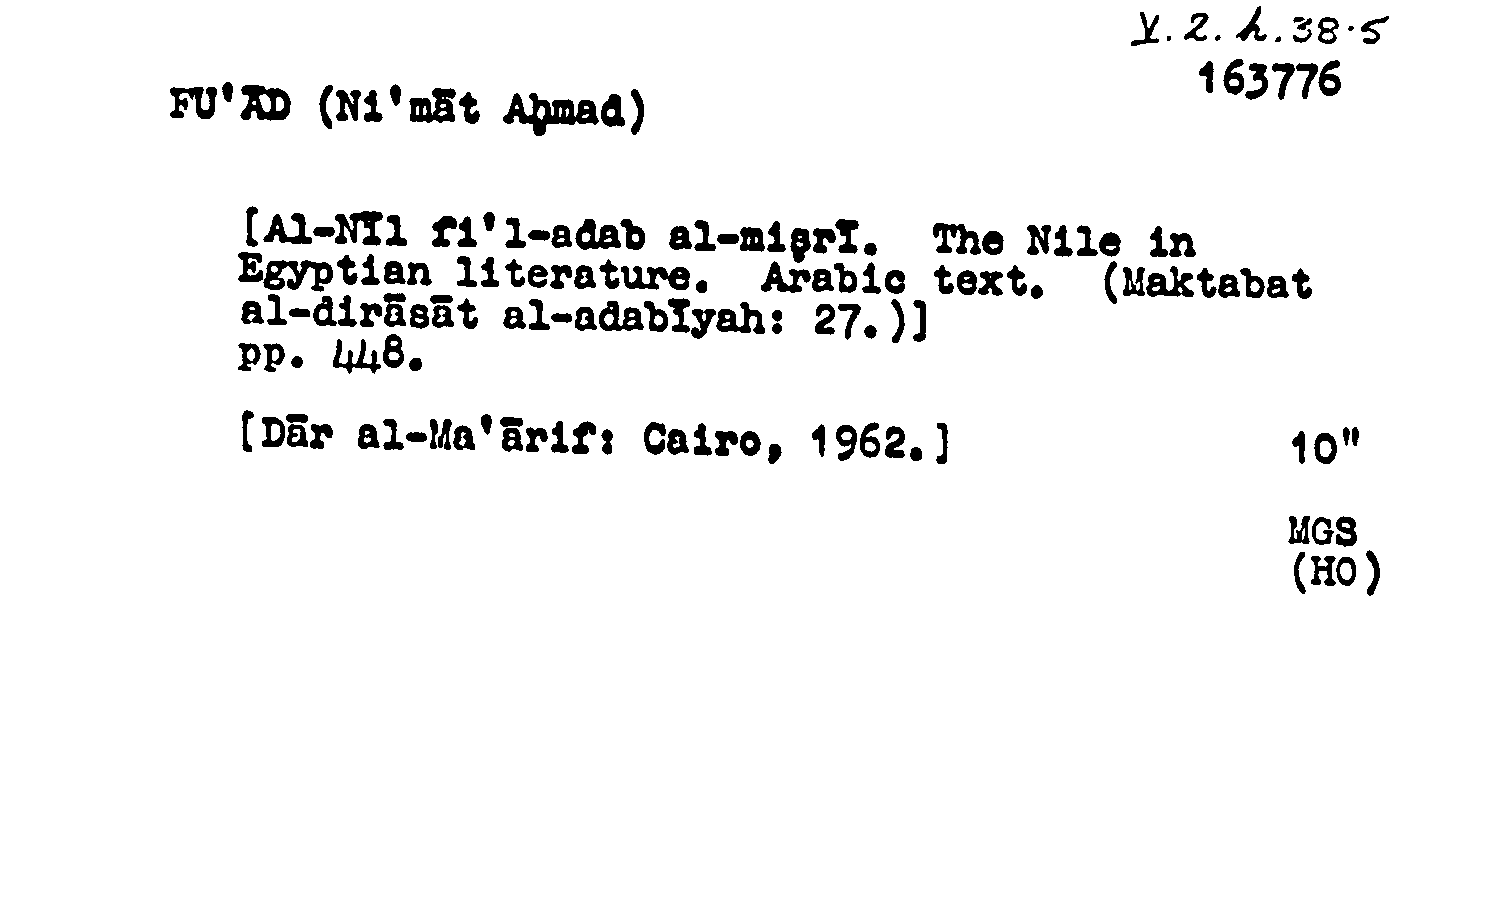 V.2.h.38.5
163776
FU'ĀD (Ni'māt Aḥmad)
[Al-Nīl fi'l-adab al-miṣrī. The Nile in
Egyptian literature. Arabic text. (Maktabat
al-dirāsāt al-adabīyah: 27.)]
pp. 448.
[Dār al-Ma'ārif: Cairo, 1962.]
10"
MGS
(HO)